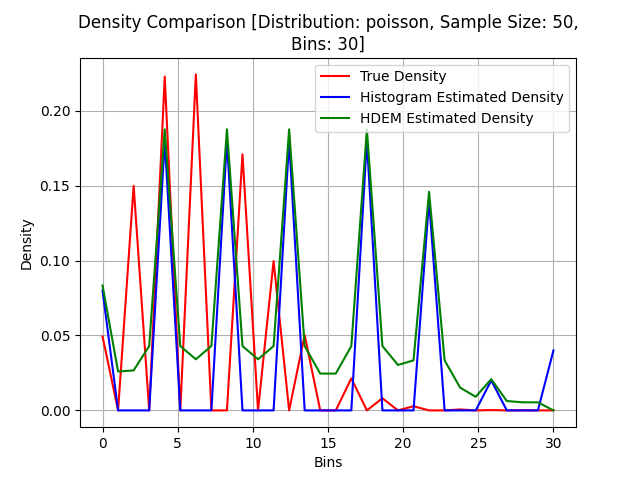 Density Comparison [Distribution: poisson, Sample Size: 50,
Bins: 30]
True Density
Histogram Estimated Density
HDEM Estimated Density
Density
0.20
0.15
0.10
0.05
0.00
0 5 10 15 20 25 30
Bins